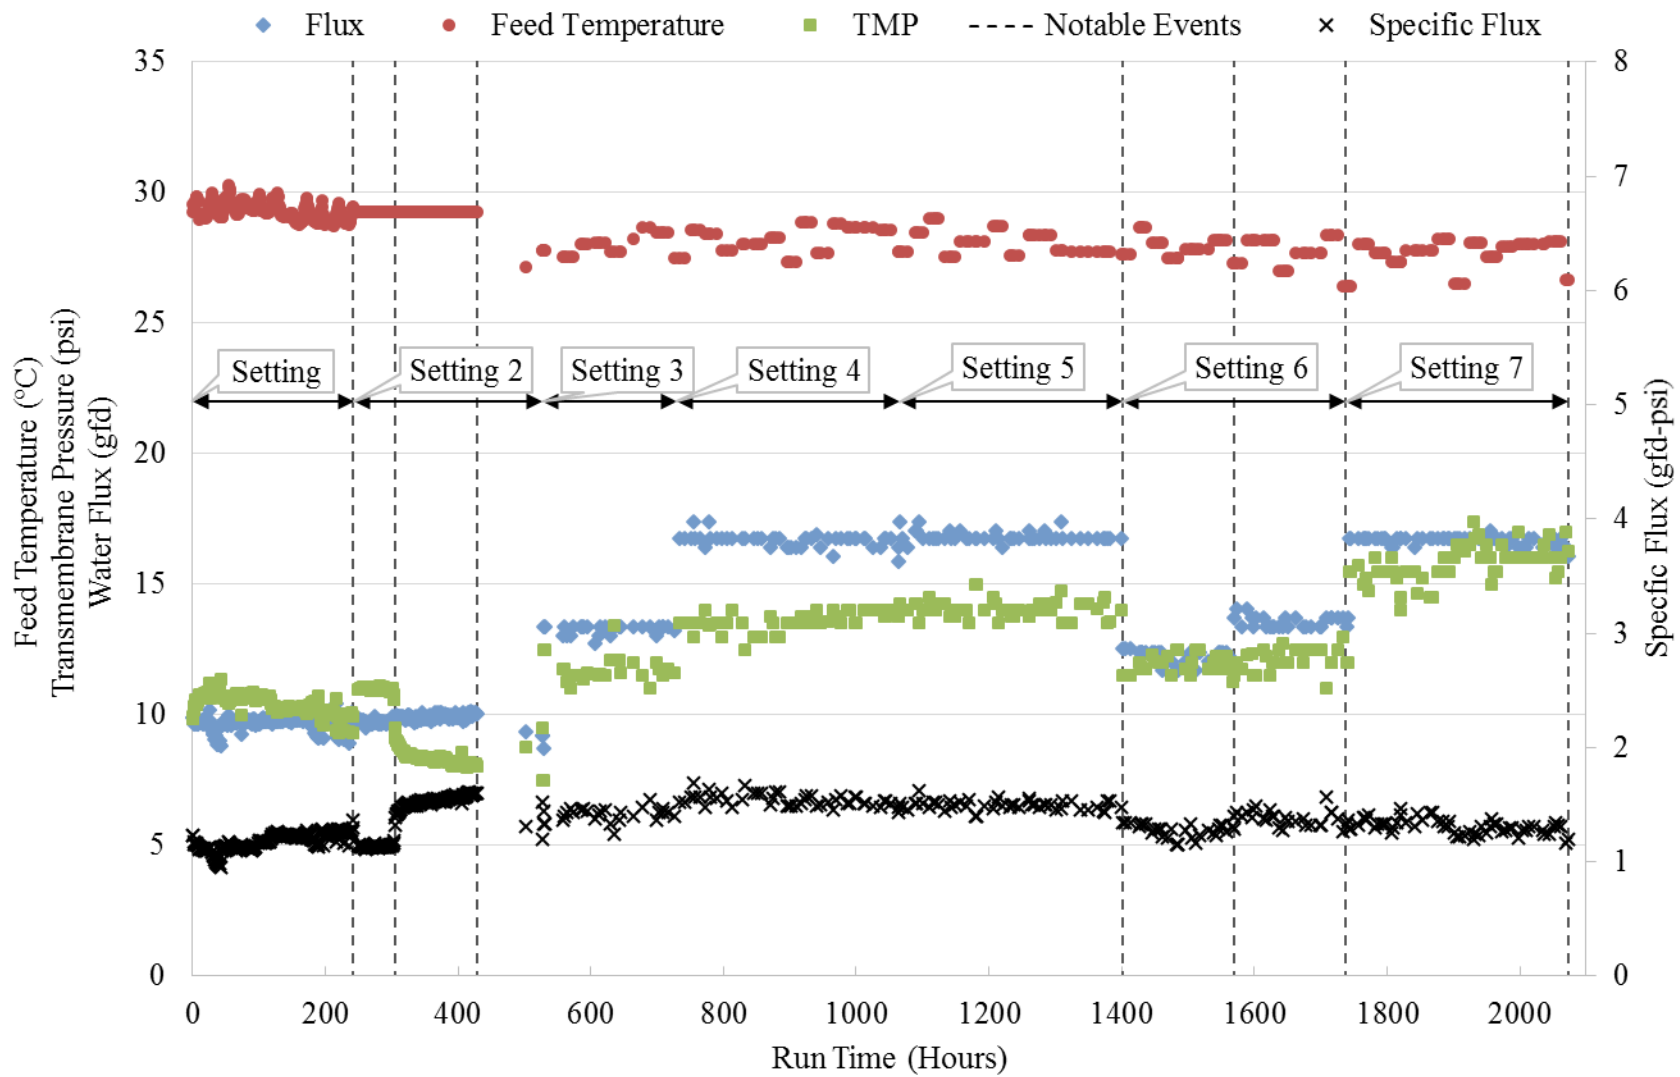 Flux Feed Temperature TMP Notable Events Specific Flux
35 8
30 7
25 6
20 5
15 4
10 3
5 2
0 1
0
Setting Setting 2 Setting 3 Setting 4 Setting 5 Setting 6 Setting 7
Feed Temperature (°C)
Transmembrane Pressure (psi)
Water Flux (gfd)
Specfic Flux (gfd-psi)
0 200 400 600 800 1000 1200 1400 1600 1800 2000
Run Time (Hours)